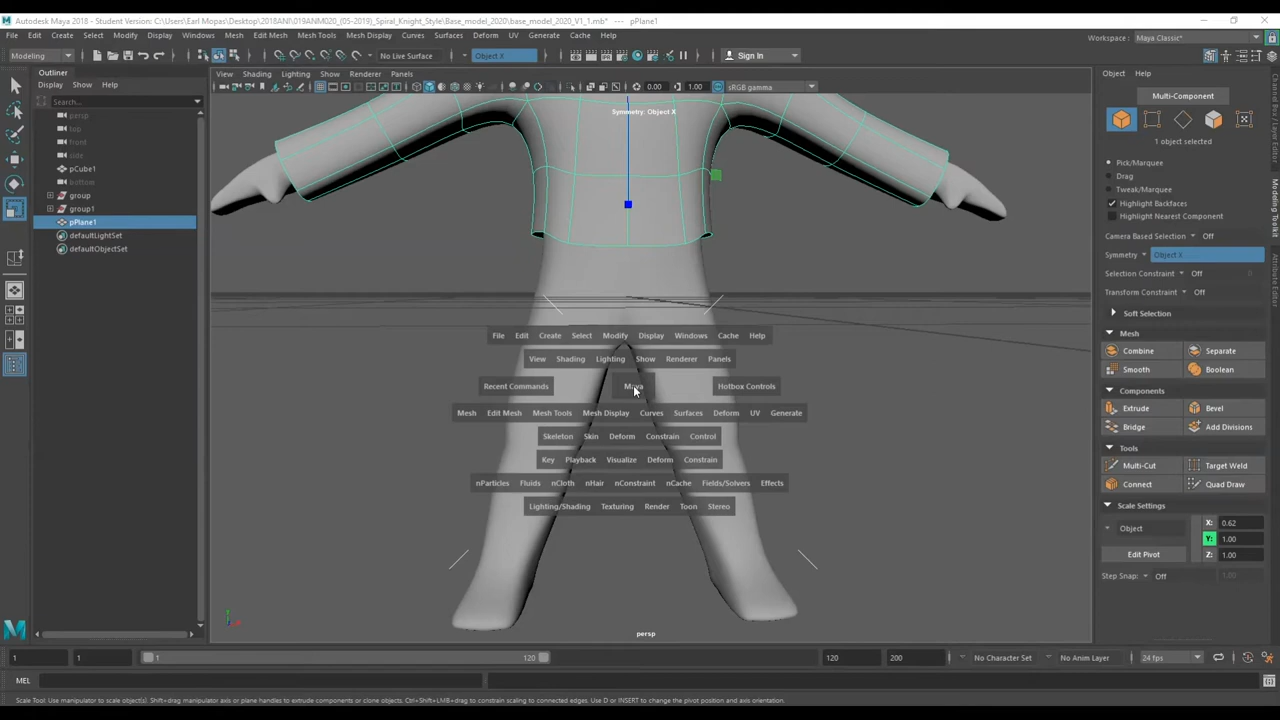 Autodesk Maya 2018 - Student Version: C:\Users\Earl Mopas\Desktop\2018ANI\019ANM020_(05-2019)_Spiral_Knight_Style\Base_model_2020\base_model_2020_V1_1.mb* --- pPlane1
File Edit Create Select Modify Display Windows Mesh Edit Mesh Mesh Tools Mesh Display Curves Surfaces Deform UV Generate Cache Help
Workspace : Maya Classic*
Modeling No Live Surface Object X Sign In
Outliner
Display Show Help
Search...
persp
top
front
side
pCube1
bottom
group
group1
pPlane1
defaultLightSet
defaultObjectSet
View Shading Lighting Show Renderer Panels
0.00 1.00 sRGB gamma
Symmetry: Object X
File Edit Create Select Modify Display Windows Cache Help
View Shading Lighting Show Renderer Panels
Recent Commands Maya Hotbox Controls
Mesh Edit Mesh Mesh Tools Mesh Display Curves Surfaces Deform UV Generate
Skeleton Skin Deform Constrain Control
Key Playback Visualize Deform Constrain
nParticles Fluids nCloth nHair nConstraint nCache Fields/Solvers Effects
Lighting/Shading Texturing Render Toon Stereo
persp
Object Help
Multi-Component
1 object selected
Pick/Marquee
Drag
Tweak/Marquee
Highlight Backfaces
Highlight Nearest Component
Camera Based Selection Off
Symmetry Object X
Selection Constraint Off 0
Transform Constraint Off
Soft Selection
Mesh
Combine Separate
Smooth Boolean
Components
Extrude Bevel
Bridge Add Divisions
Tools
Multi-Cut Target Weld
Connect Quad Draw
Scale Settings
Object X: 0.62
Y: 1.00
Edit Pivot Z: 1.00
Step Snap: Off
Channel Box / Layer Editor
Modeling Toolkit
Attribute Editor
1 1 1 120 120 200 No Character Set No Anim Layer 24 fps
MEL
Scale Tool: Use manipulator to scale object(s). Shift+drag manipulator axis or plane handles to extrude components or clone objects. Ctrl+Shift+LMB+drag to constrain scaling to connected edges. Use D or INSERT to change the pivot position and axis orientation.